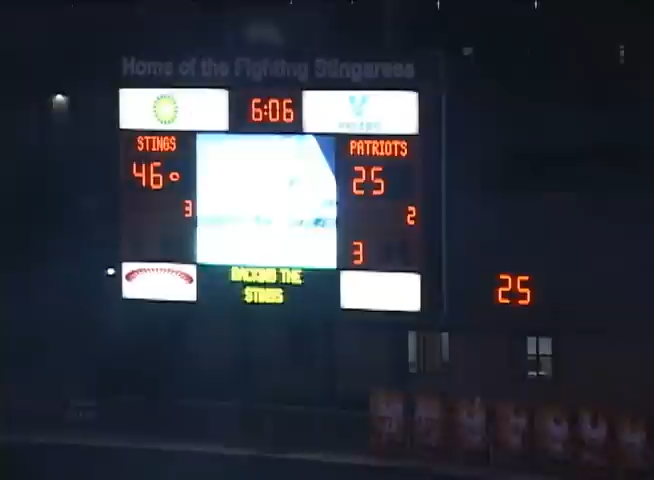 Home of the Fighting Stingarees
6:06
STINGS
PATRIOTS
46
25
3
2
3
BACKING THE
STINGS
25